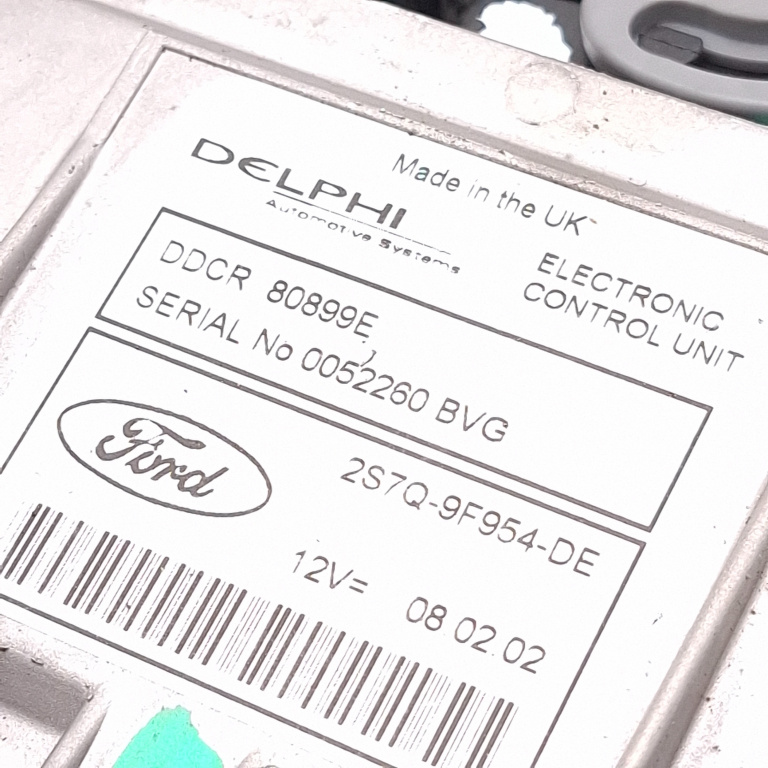 Made in the UK
DELPHI
Automotive Systems
ELECTRONIC
CONTROL UNIT
DDCR 80899E
SERIAL No 0052260 BVG
Ford
2S7Q-9F954-DE
12V=
08.02.02